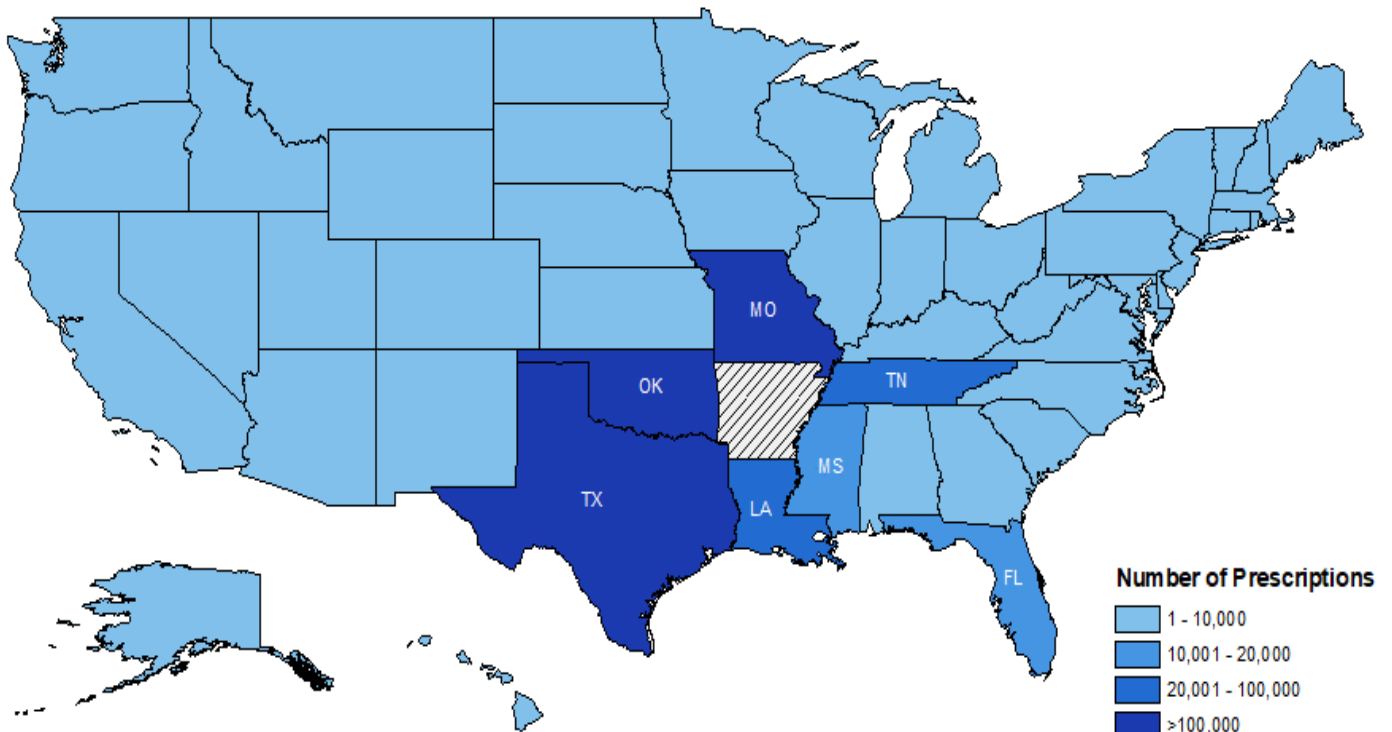 MO
OK
TN
MS
TX
LA
FL
Number of Prescriptions
1 - 10,000
10,001 - 20,000
20,001 - 100,000
>100,000